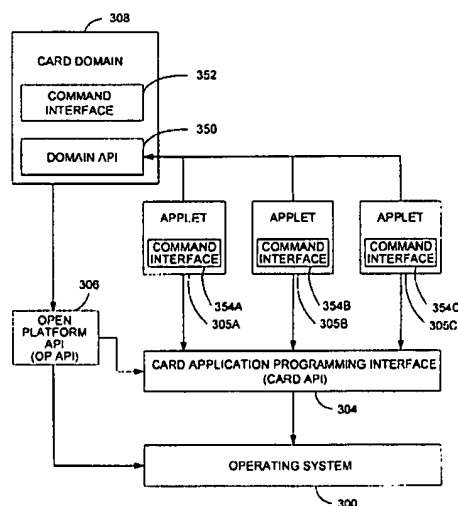 308
CARD DOMAIN
352
COMMAND
INTERFACE
350
DOMAIN API
APPLET
APPLET
APPLET
COMMAND
INTERFACE
COMMAND
INTERFACE
COMMAND
INTERFACE
354A
354B
354C
305A
305B
305C
306
OPEN
PLATFORM
API
(OP API)
CARD APPLICATION PROGRAMMING INTERFACE
(CARD API)
304
OPERATING SYSTEM
300